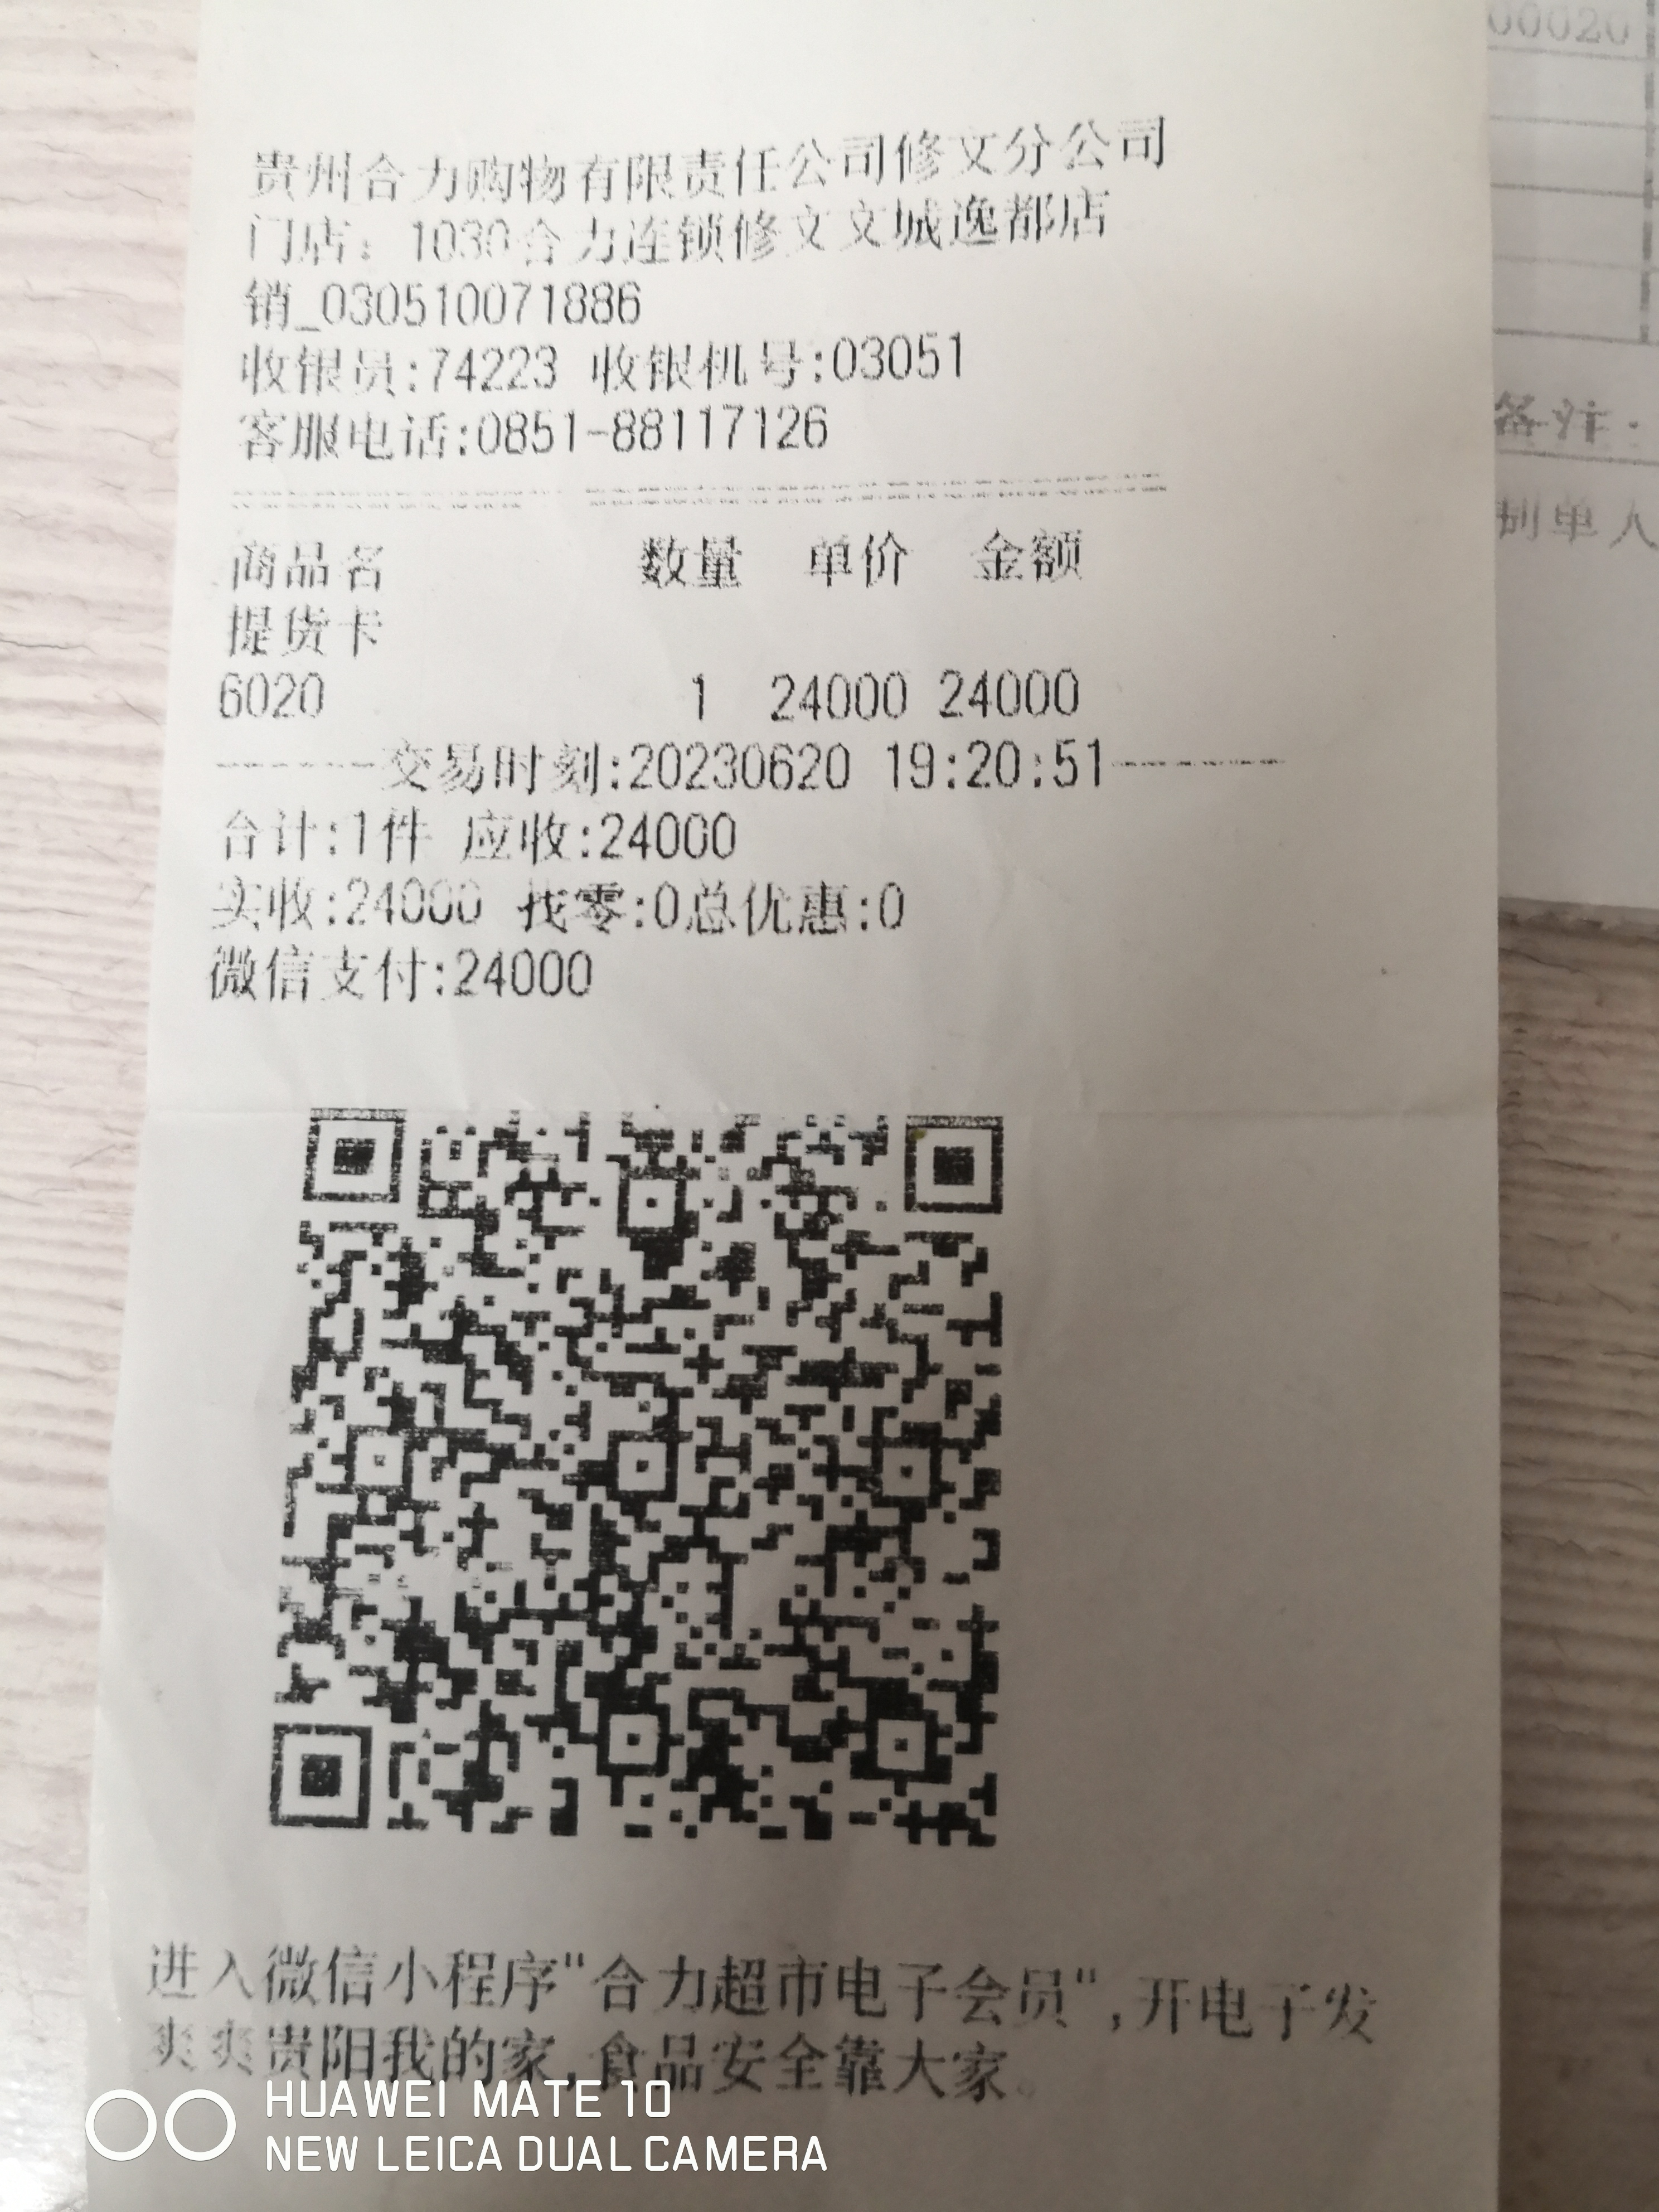 贵州合力购物有限责任公司修文分公司
门店：1030合力连锁修文文城逸都店
销_030510071886
收银员:74223 收银机号:03051
客服电话:0851-88117126
商品名 数量 单价 金额
提货卡
6020 1 24000 24000
------交易时刻:20230620 19:20:51------
合计:1件 应收:24000
实收:24000 找零:0总优惠:0
微信支付:24000
进入微信小程序"合力超市电子会员",开电子发
爽爽贵阳我的家,食品安全靠大家。
HUAWEI MATE 10
NEW LEICA DUAL CAMERA
00020
备注:
制单人